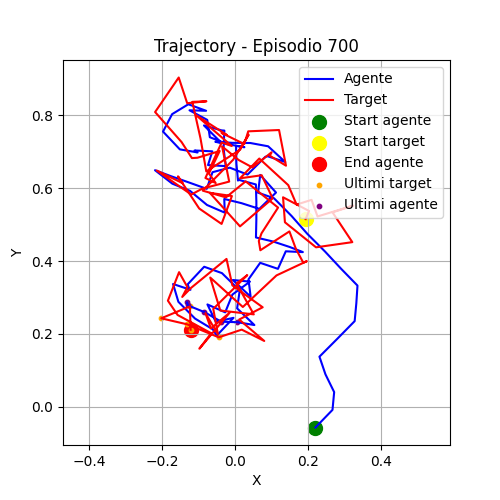 Trajectory - Episodio 700
Agente
Target
Start agente
Start target
End agente
Ultimi target
Ultimi agente
Y
0.8
0.6
0.4
0.2
0.0
−0.4
−0.2
0.0
0.2
0.4
X